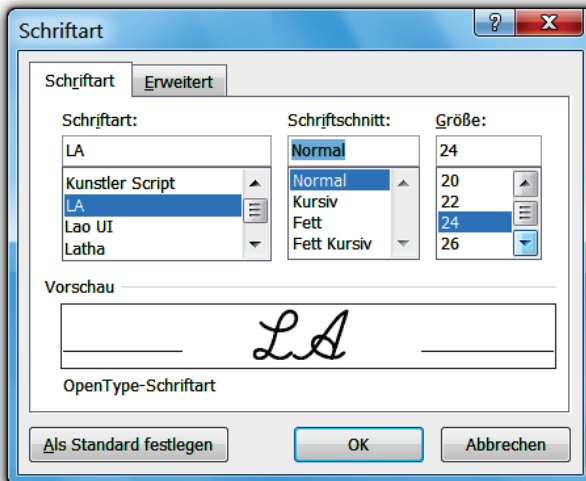 Schriftart
?
X
Schriftart Erweitert
Schriftart: Schriftschnitt: Größe:
LA Normal 24
Kunstler Script Normal 20
LA Kursiv 22
Lao UI Fett 24
Latha Fett Kursiv 26
Vorschau
LA
OpenType-Schriftart
Als Standard festlegen OK Abbrechen